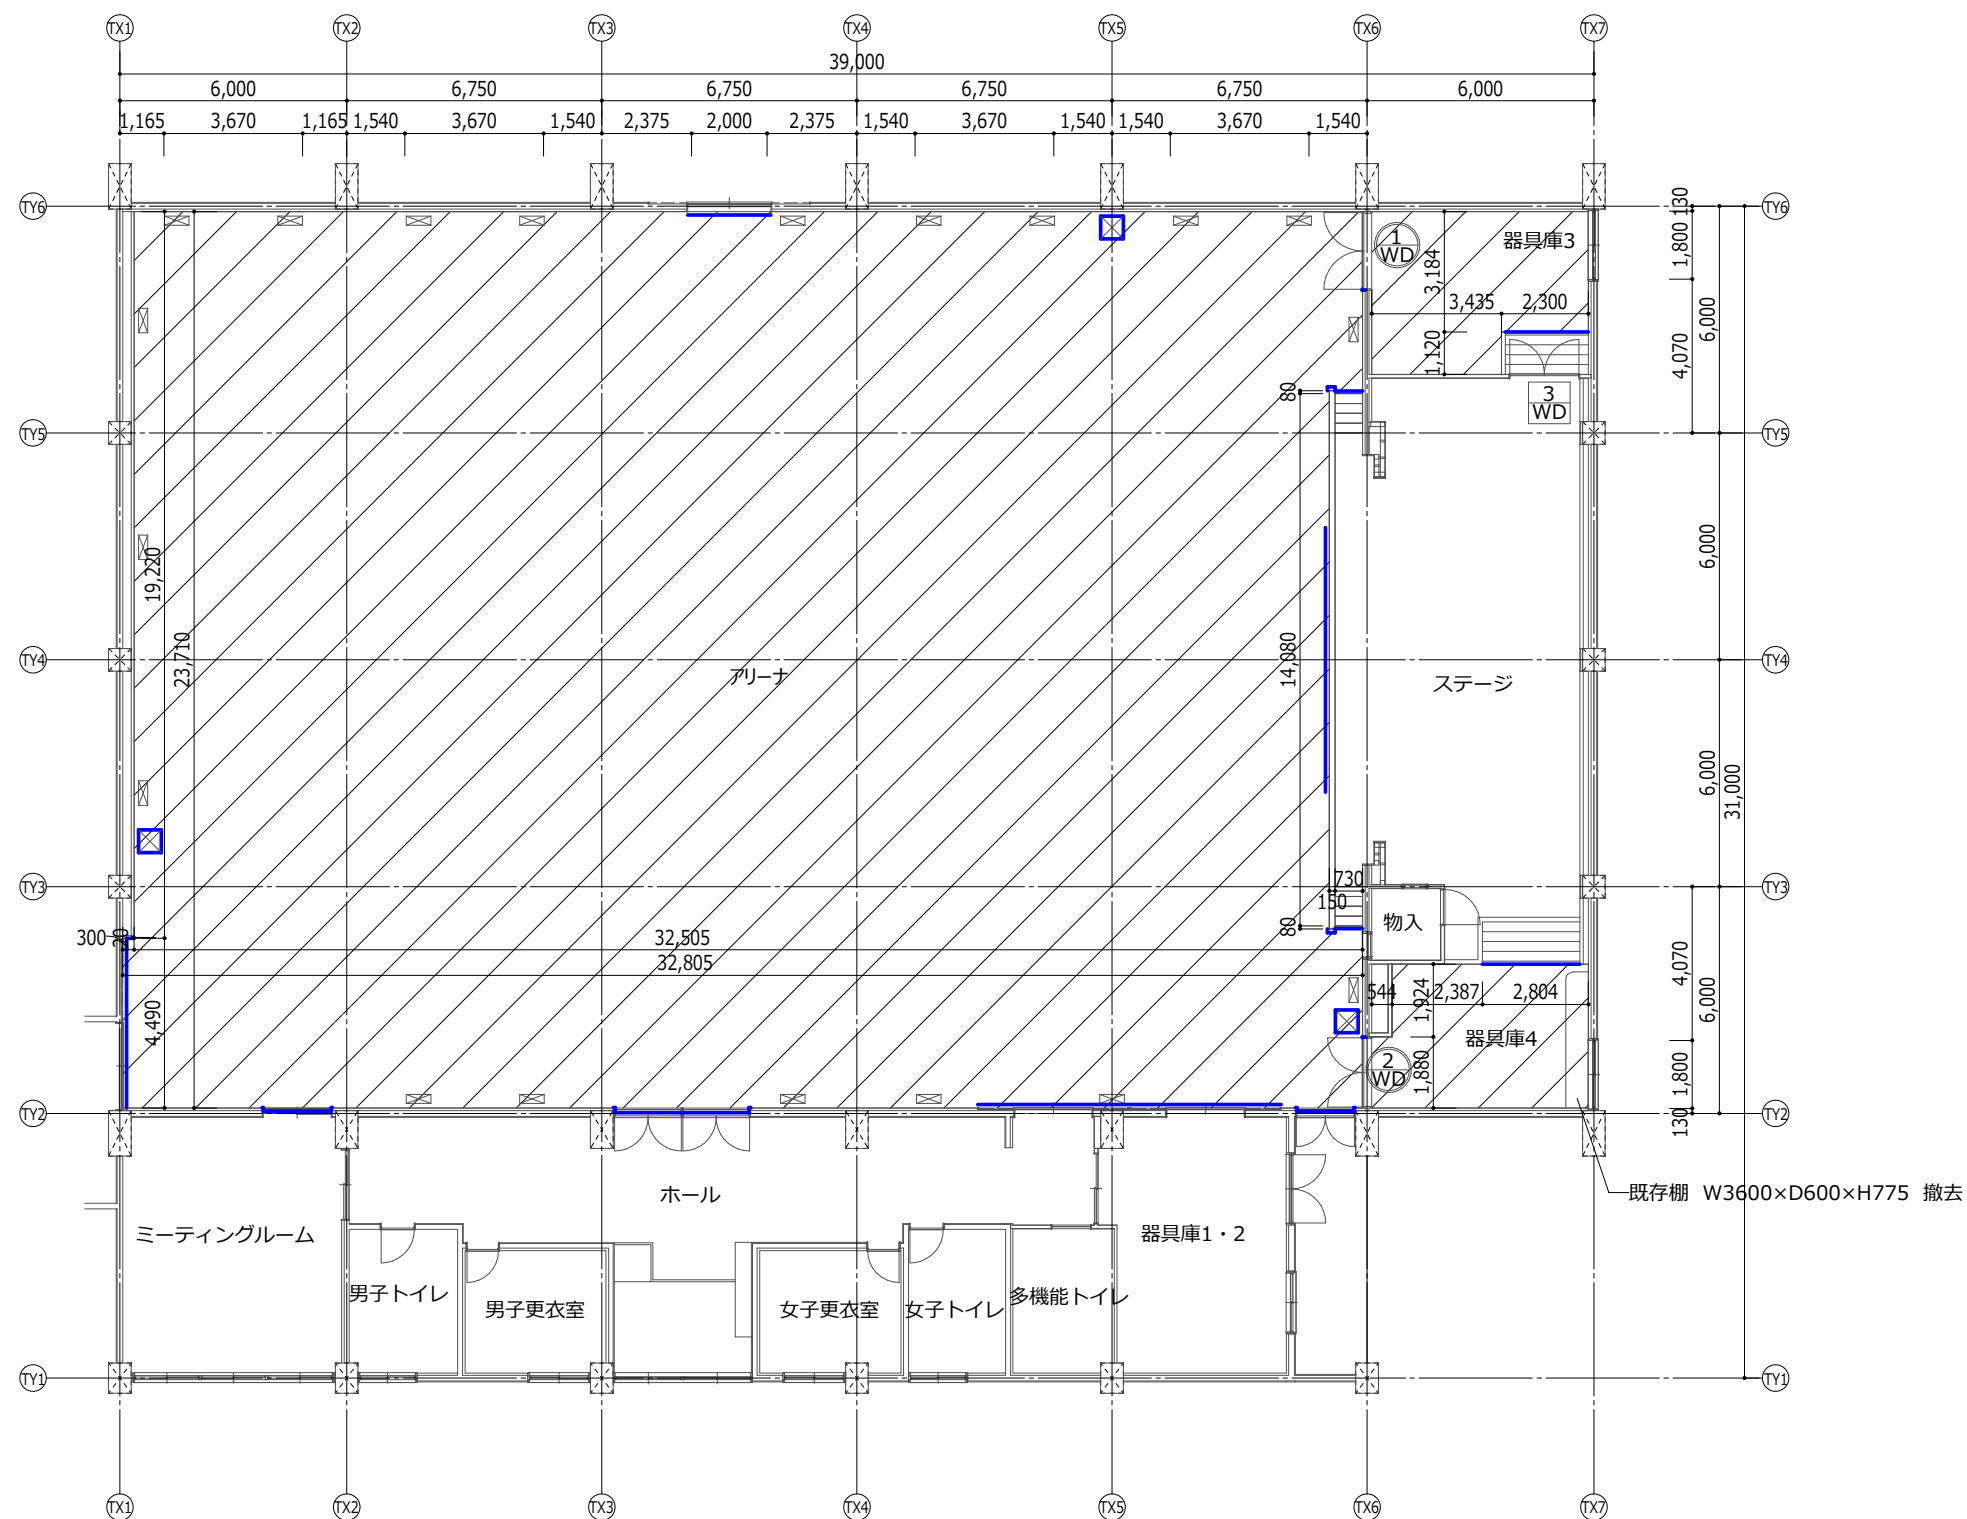 TX1 TX2 TX3 TX4 TX5 TX6 TX7
39,000
6,000 6,750 6,750 6,750 6,750 6,000
1,165 3,670 1,165 1,540 3,670 1,540 2,375 2,000 2,375 1,540 3,670 1,540 1,540 3,670 1,540
TY6 TY6
130
1,800
1
WD
器具庫3
3,184
3,435 2,300
6,000
4,070
1,120
80
3
WD
TY5 TY5
19,220
6,000
23,710
14,080
TY4 TY4
アリーナ
ステージ
6,000
31,000
TY3 TY3
730
150
物入
80
300
20
32,505
32,805
4,070
544 2,387 2,804
1,924
6,000
4,490
器具庫4
2
WD
1,880
1,800
TY2 TY2
130
既存棚 W3600×D600×H775 撤去
ホール
ミーティングルーム
器具庫1・2
男子トイレ
男子更衣室
女子更衣室
女子トイレ
多機能トイレ
TY1 TY1
TX1 TX2 TX3 TX4 TX5 TX6 TX7